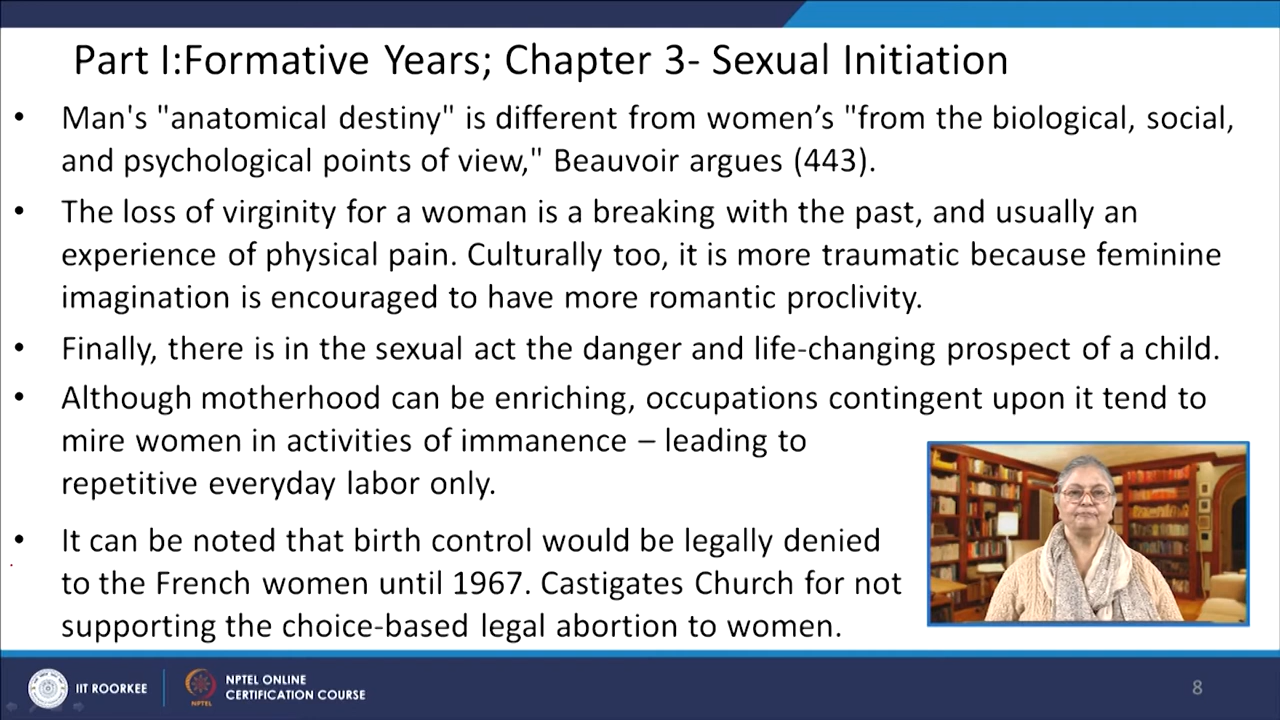 Part I:Formative Years; Chapter 3- Sexual Initiation
• Man's "anatomical destiny" is different from women’s "from the biological, social,
and psychological points of view," Beauvoir argues (443).
• The loss of virginity for a woman is a breaking with the past, and usually an
experience of physical pain. Culturally too, it is more traumatic because feminine
imagination is encouraged to have more romantic proclivity.
• Finally, there is in the sexual act the danger and life-changing prospect of a child.
• Although motherhood can be enriching, occupations contingent upon it tend to
mire women in activities of immanence – leading to
repetitive everyday labor only.
• It can be noted that birth control would be legally denied
to the French women until 1967. Castigates Church for not
supporting the choice-based legal abortion to women.
IIT ROORKEE
NPTEL
NPTEL ONLINE
CERTIFICATION COURSE
8